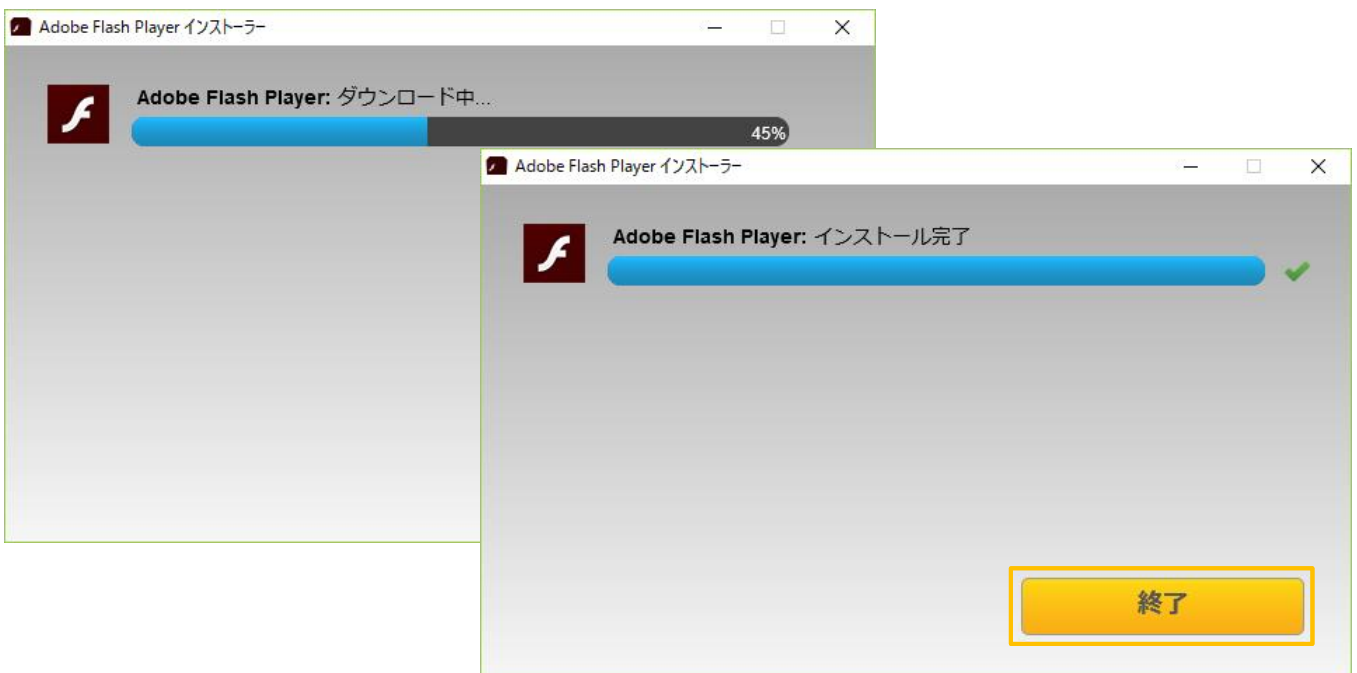 Adobe Flash Player インストーラー
Adobe Flash Player: ダウンロード中...
45%
Adobe Flash Player インストーラー
Adobe Flash Player: インストール完了
終了